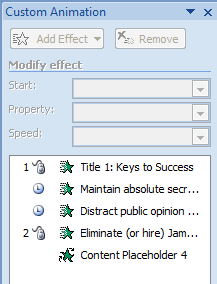 Custom Animation
Add Effect
Remove
Modify effect
Start:
Property:
Speed:
1 Title 1: Keys to Success
Maintain absolute secr...
Distract public opinion ...
2 Eliminate (or hire) Jam...
Content Placeholder 4